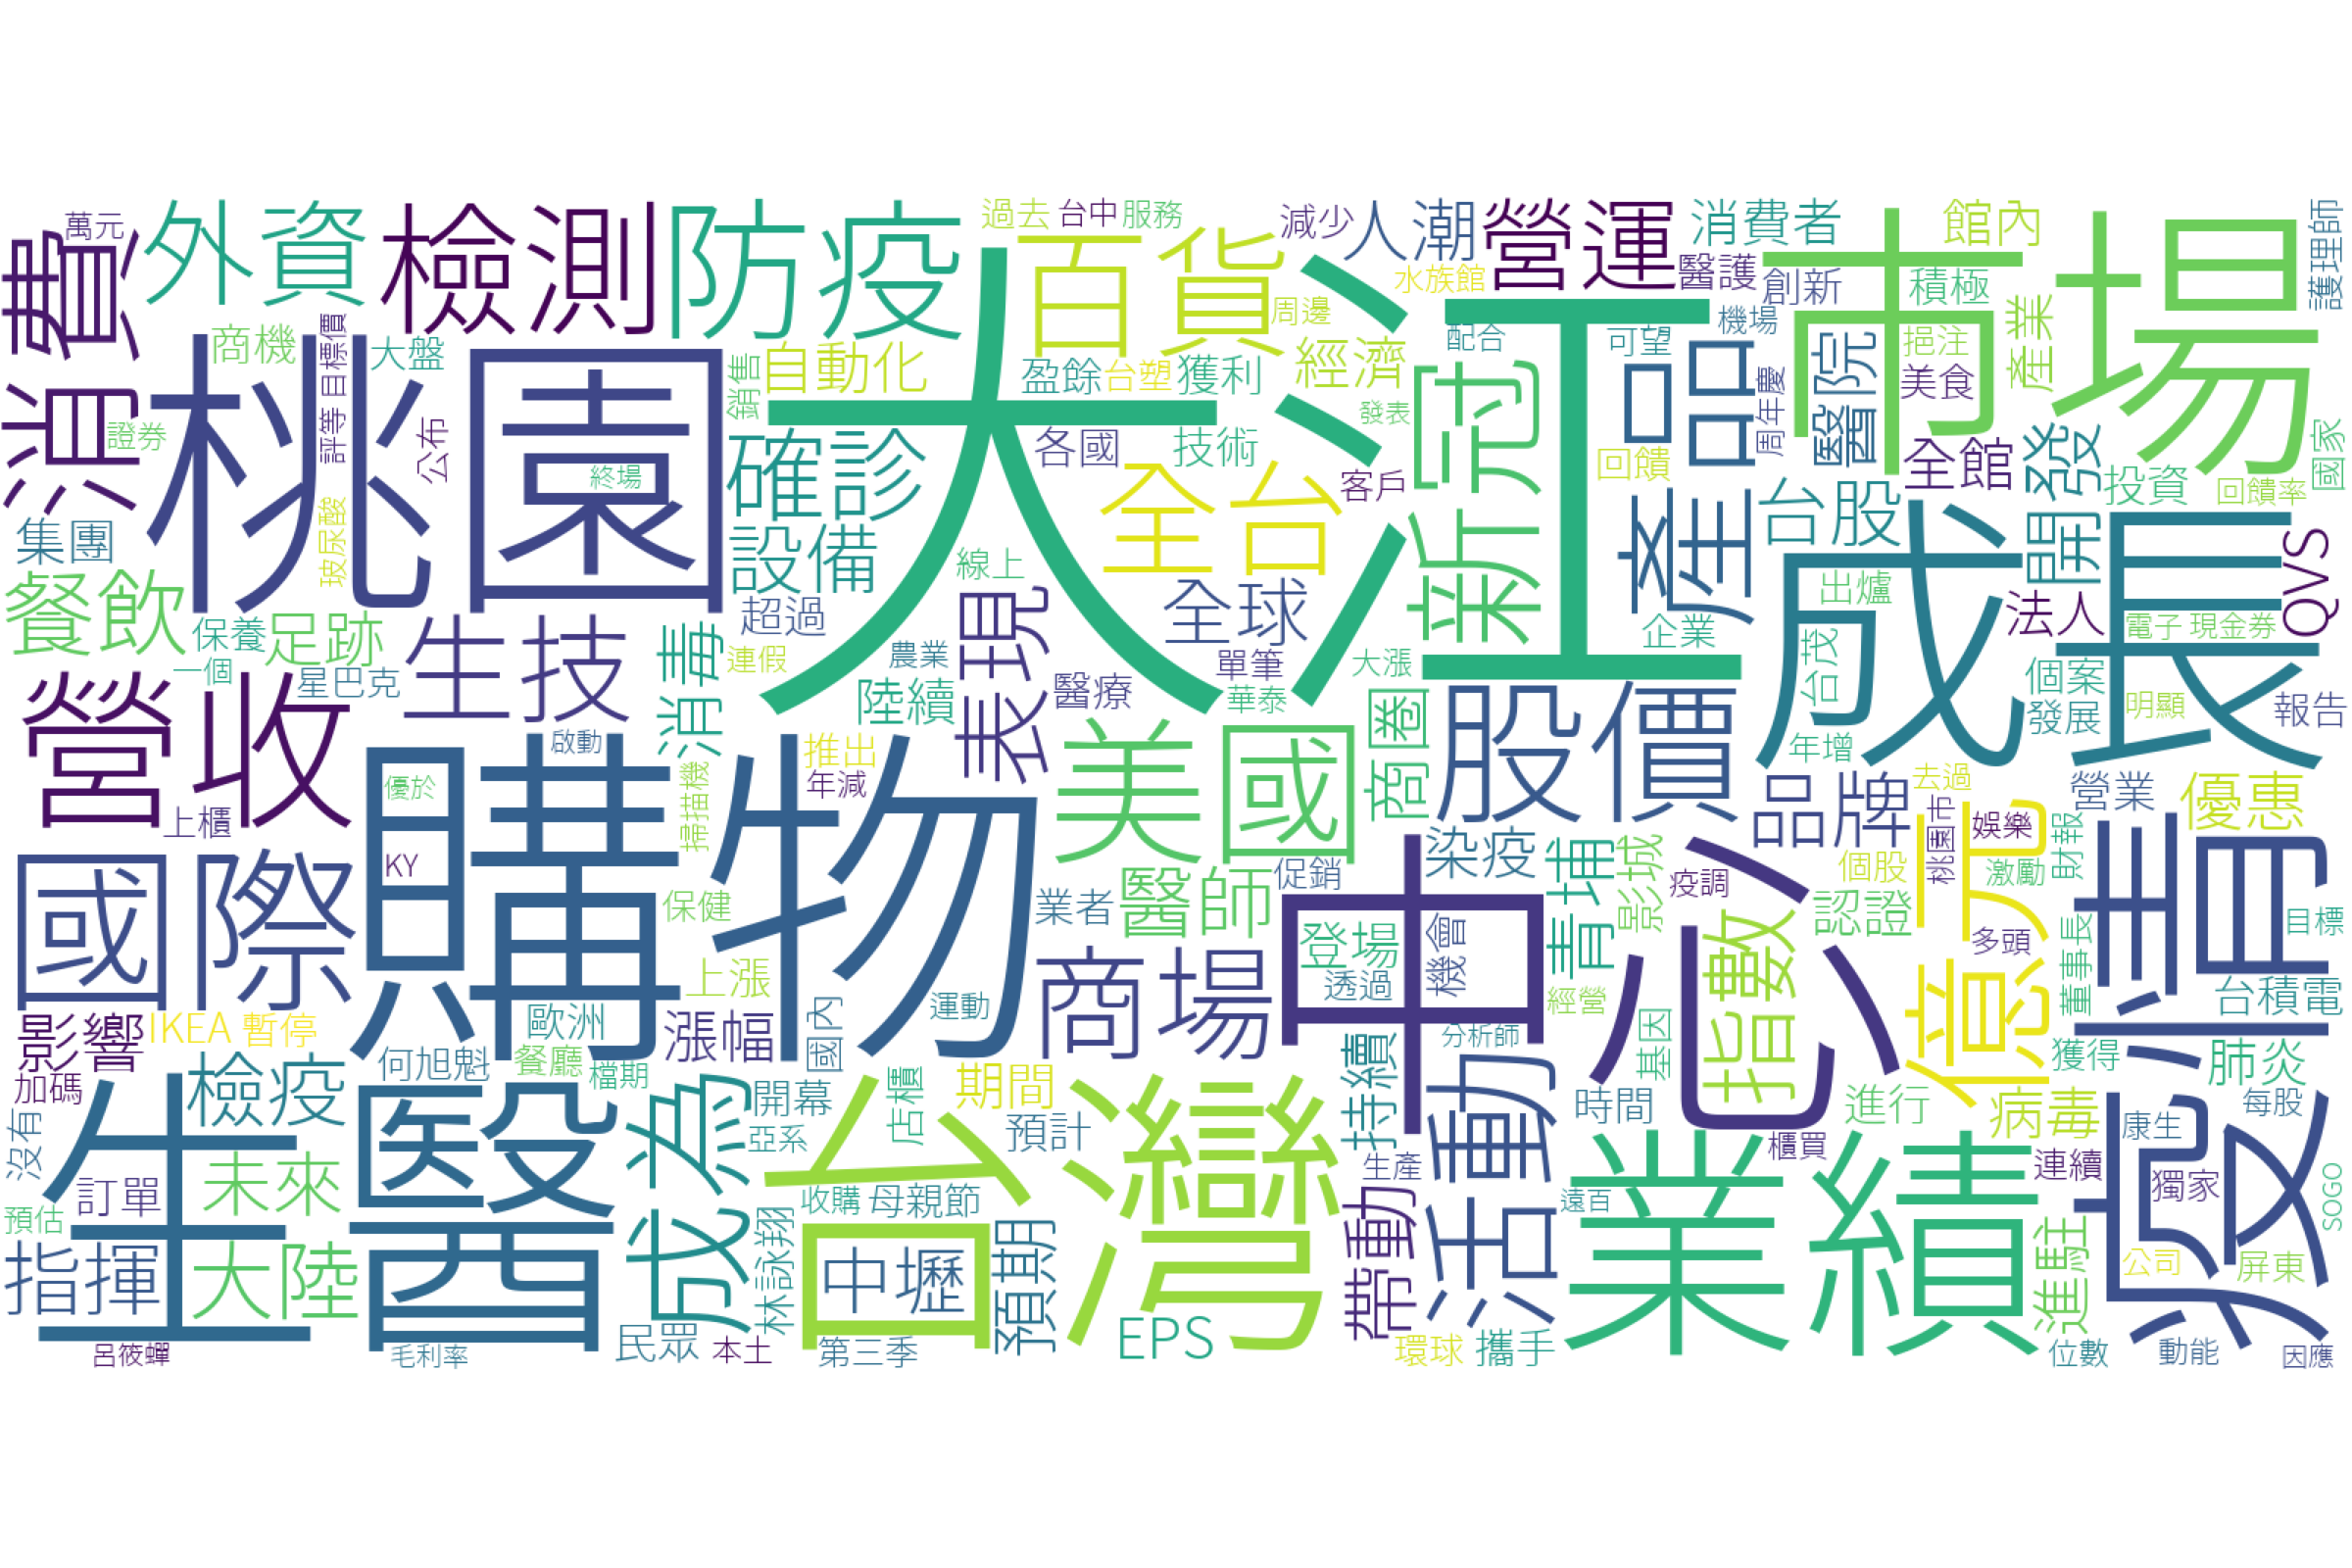 萬元
消費
外資
檢測
防疫
過去
台中
服務
百貨
減少
人潮
營運
消費者
館內
護理師
市場
醫護
水族館
周邊
創新
積極
大江
商機
評等
目標價
大盤
桃園
證券
公布
終場
銷售
自動化
盈餘
台塑
獲利
經濟
發表
新冠
配合
可望
機場
產品
周年慶
醫院
挹注
美食
產業
確診
各國
技術
客戶
回饋
全館
開發
投資
回饋率
國家
集團
玻尿酸
設備
全台
台股
成長
QVS
餐飲
保養
足跡
生技
超過
線上
表現
全球
企業
出爐
法人
電子
現金券
一個
星巴克
消毒
連假
農業
陸續
醫療
單筆
華泰
大漲
台茂
個案
發展
明顯
報告
營收
上櫃
購物
啟動
優於
KY
掃描機
推出
年減
美國
商圈
股價
品牌
年增
去過
營業
優惠
億元
桃園市
娛樂
激勵
財報
疫情
國際
保健
業者
醫師
促銷
中心
染疫
青埔
影城
疫調
個股
認證
指數
多頭
董事長
目標
台積電
上漲
商場
登場
透過
機會
經營
影響
IKEA
暫停
何旭魁
歐洲
餐廳
檔期
漲幅
國內
運動
分析師
基因
獲得
肺炎
加碼
沒有
生醫
檢疫
成為
開幕
亞系
店櫃
期間
預計
台灣
持續
活動
時間
進行
病毒
康生
每股
未來
訂單
預估
指揮
大陸
收購
母親節
林詠翔
中壢
預期
生產
帶動
遠百
業績
櫃買
連續
獨家
SOGO
進駐
公司
屏東
呂筱蟬
毛利率
民眾
本土
第三季
EPS
環球
攜手
位數
動能
因應